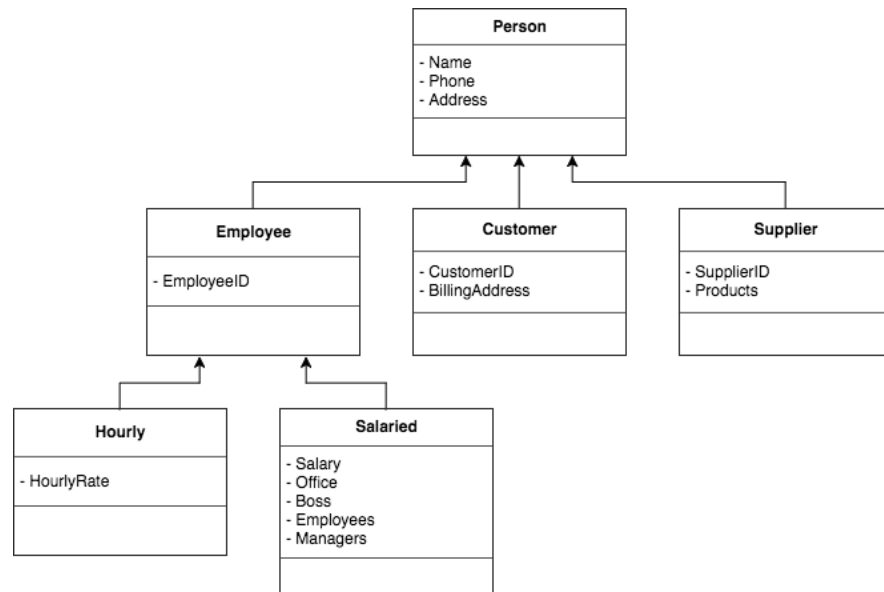 Person
- Name
- Phone
- Address
Employee
- EmployeeID
Customer
- CustomerID
- BillingAddress
Supplier
- SupplierID
- Products
Hourly
- HourlyRate
Salaried
- Salary
- Office
- Boss
- Employees
- Managers